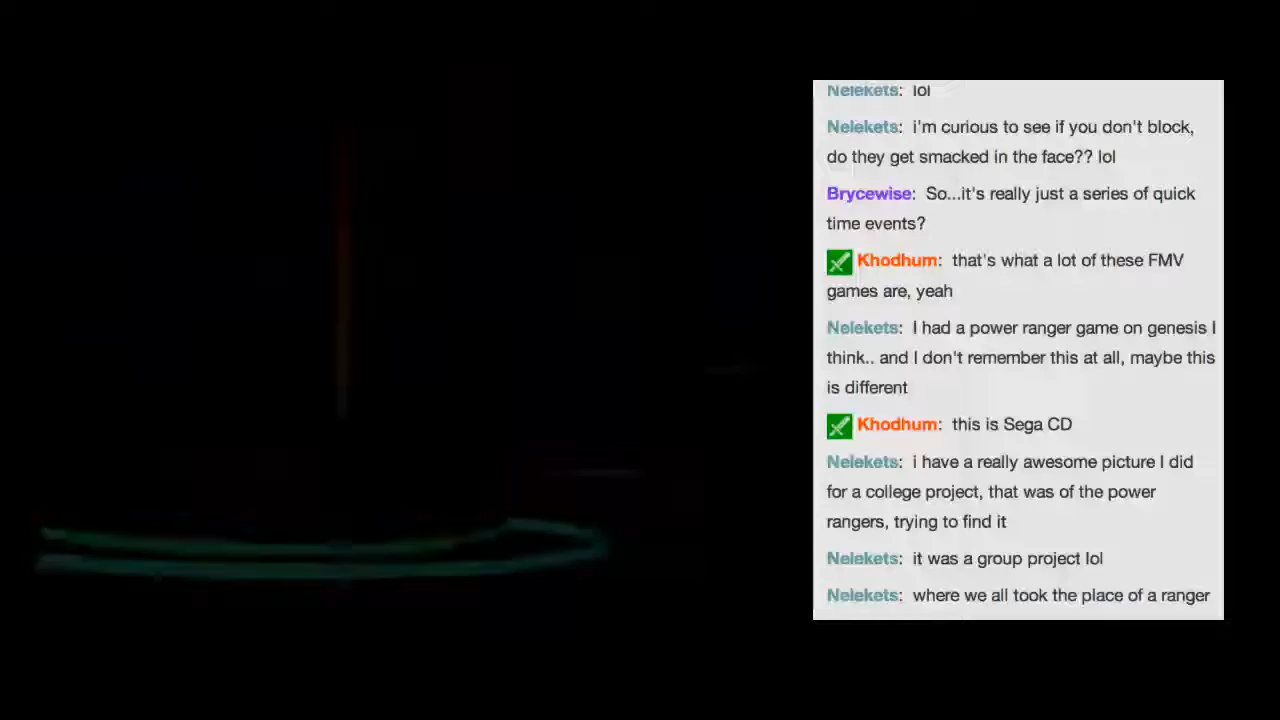 Nelekets: lol
Nelekets: i'm curious to see if you don't block,
do they get smacked in the face?? lol
Brycewise: So...it's really just a series of quick
time events?
Khodhum: that's what a lot of these FMV
games are, yeah
Nelekets: I had a power ranger game on genesis I
think.. and I don't remember this at all, maybe this
is different
Khodhum: this is Sega CD
Nelekets: i have a really awesome picture I did
for a college project, that was of the power
rangers, trying to find it
Nelekets: it was a group project lol
Nelekets: where we all took the place of a ranger